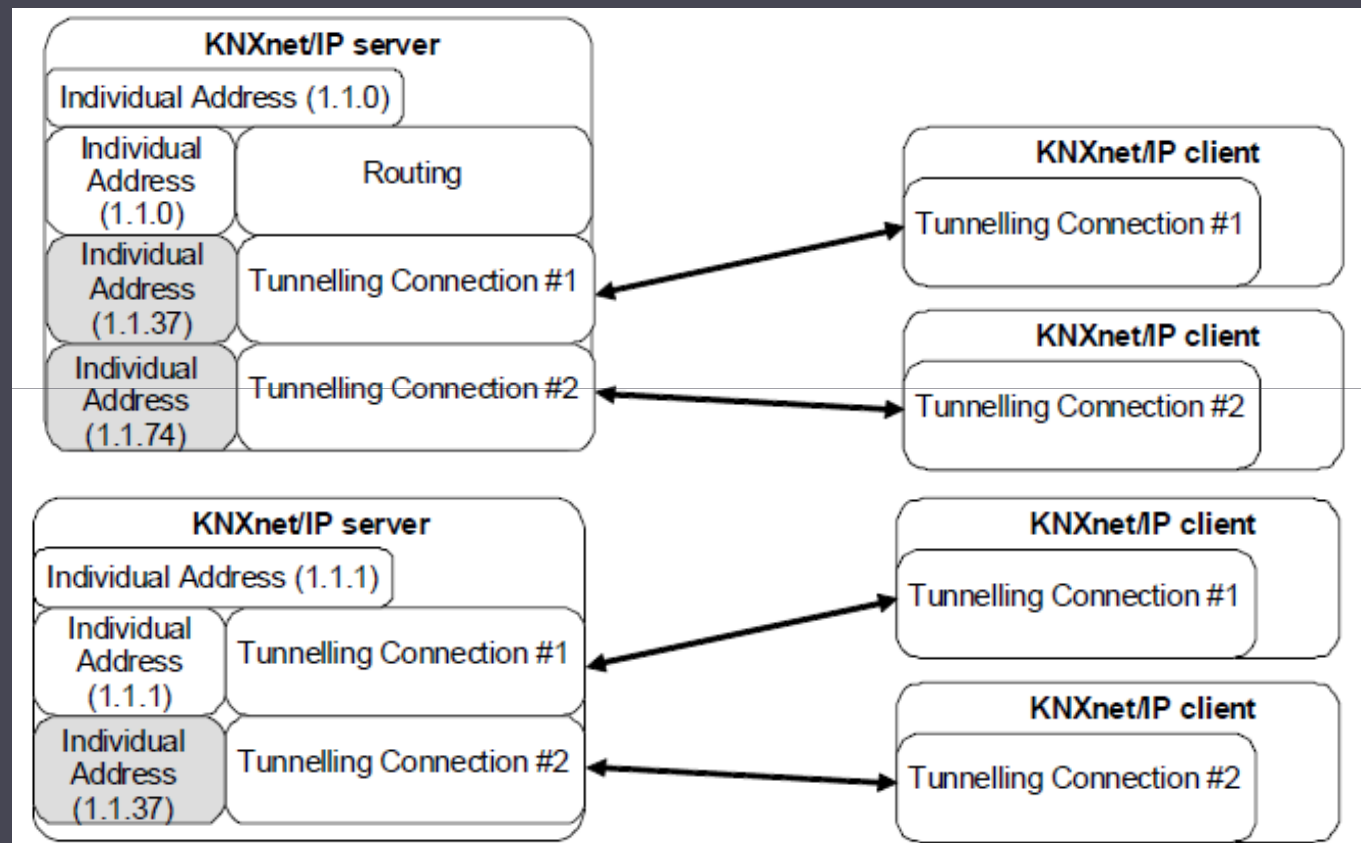 KNXnet/IP server
Individual Address (1.1.0)
Individual
Address
(1.1.0)
Routing
Individual
Address
(1.1.37)
Tunnelling Connection #1
Individual
Address
(1.1.74)
Tunnelling Connection #2
KNXnet/IP client
Tunnelling Connection #1
KNXnet/IP client
Tunnelling Connection #2
KNXnet/IP server
Individual Address (1.1.1)
Individual
Address
(1.1.1)
Tunnelling Connection #1
Individual
Address
(1.1.37)
Tunnelling Connection #2
KNXnet/IP client
Tunnelling Connection #1
KNXnet/IP client
Tunnelling Connection #2